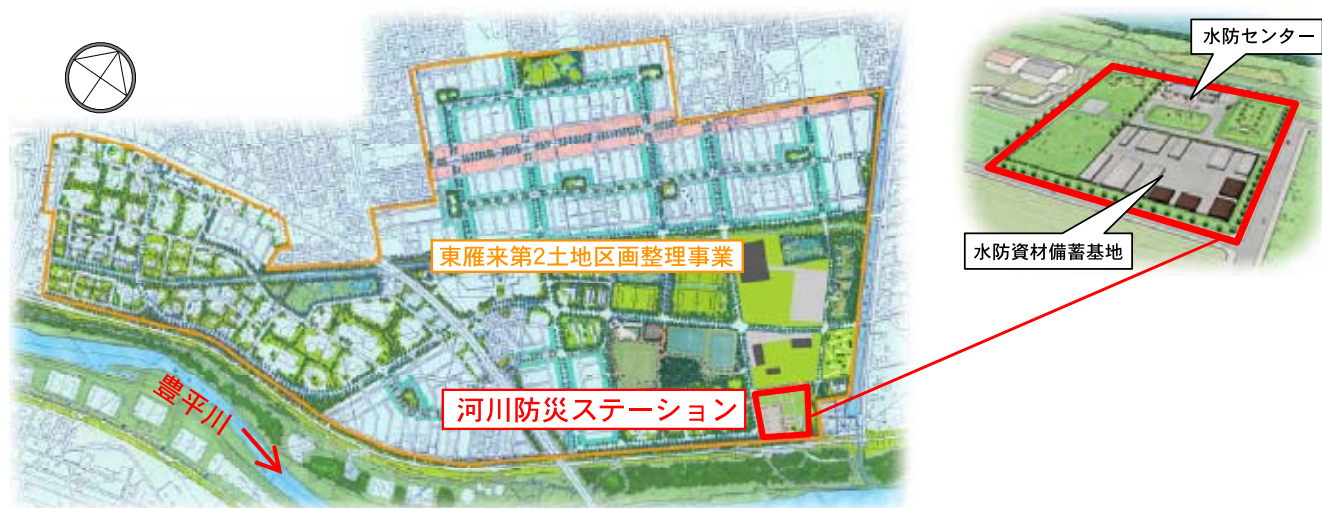 水防センター
水防資材備蓄基地
東雁来第2土地区画整理事業
河川防災ステーション
豊平川